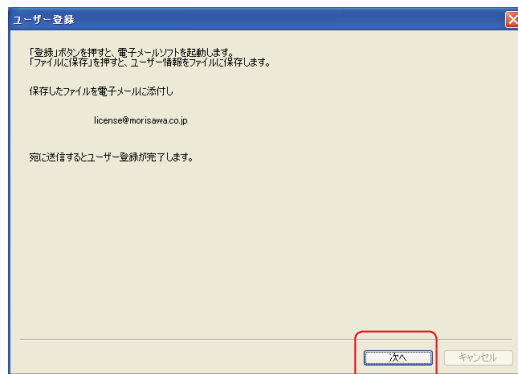 ユーザー登録
「登録」ボタンを押すと、電子メールソフトを起動します。
「ファイルに保存」を押すと、ユーザー情報をファイルに保存します。
保存したファイルを電子メールに添付し
license@morisawa.co.jp
宛に送信するとユーザー登録が完了します。
次へ
キャンセル